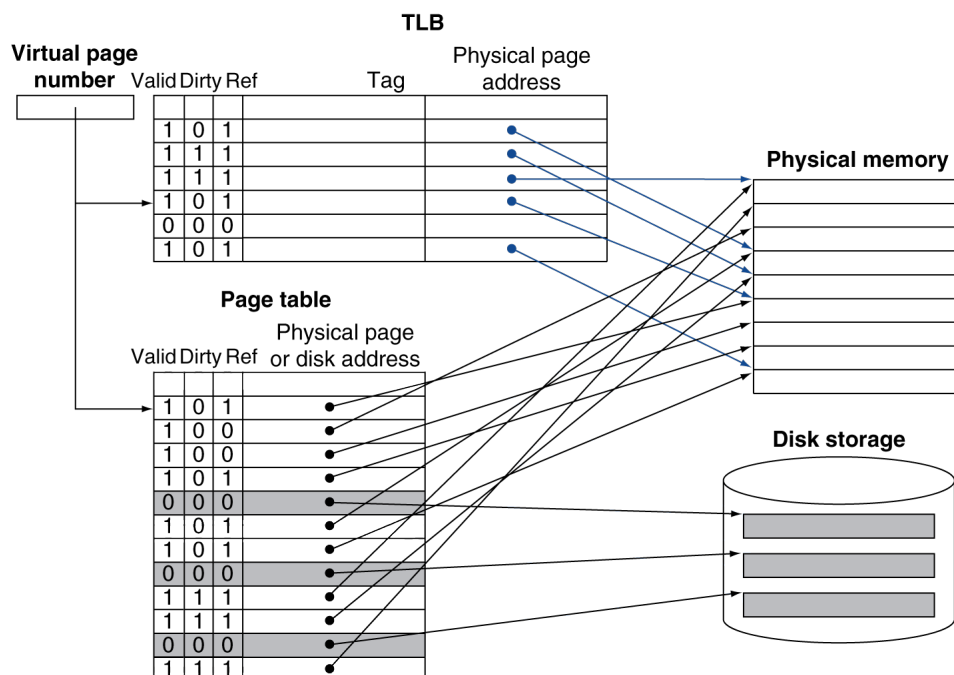 TLB
Virtual page
number
Valid Dirty Ref
Tag
Physical page
address
1 0 1
1 1 1
1 1 1
1 0 1
0 0 0
1 0 1
Physical memory
Page table
Valid Dirty Ref
Physical page
or disk address
1 0 1
1 0 0
1 0 0
1 0 1
0 0 0
1 0 1
1 0 1
0 0 0
1 1 1
1 1 1
0 0 0
1 1 1
Disk storage